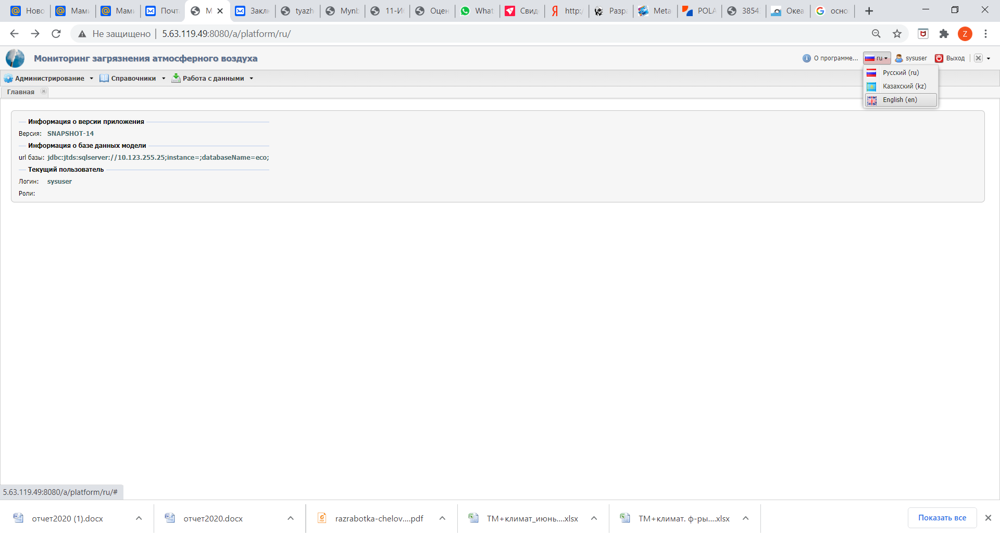 Ново
Мами
Мами
Почт
М
Заклю
tyazh
Mynb
11-И
Оцен
What
Свид
http:/
Разра
Meta
POLA
3854
Океа
осно
Не защищено | 5.63.119.49:8080/a/platform/ru/
Z
Мониторинг загрязнения атмосферного воздуха
О программе...
ru
sysuser
Выход
Русский (ru)
Казахский (kz)
English (en)
Администрирование
Справочники
Работа с данными
Главная
Информация о версии приложения
Версия: SNAPSHOT-14
Информация о базе данных модели
url базы: jdbc:jtds:sqlserver://10.123.255.25;instance=;databaseName=eco;
Текущий пользователь
Логин: sysuser
Роли:
5.63.119.49:8080/a/platform/ru/#
отчет2020 (1).docx
отчет2020.docx
razrabotka-chelov....pdf
ТМ+климат_июнь....xlsx
ТМ+климат. ф-ры....xlsx
Показать все